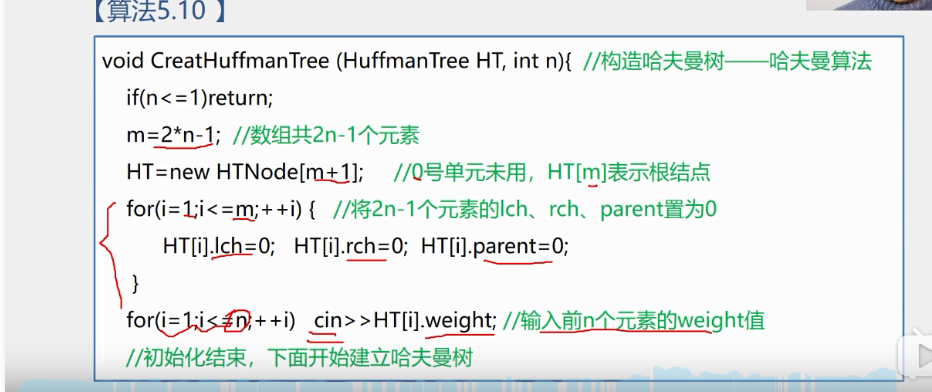 【算法5.10 】
void CreatHuffmanTree (HuffmanTree HT, int n){ //构造哈夫曼树——哈夫曼算法
if(n<=1)return;
m=2*n-1; //数组共2n-1个元素
HT=new HTNode[m+1]; //0号单元未用，HT[m]表示根结点
for(i=1;i<=m;++i) { //将2n-1个元素的lch、rch、parent置为0
HT[i].lch=0; HT[i].rch=0; HT[i].parent=0;
}
for(i=1;i<=n;++i) cin>>HT[i].weight; //输入前n个元素的weight值
//初始化结束，下面开始建立哈夫曼树